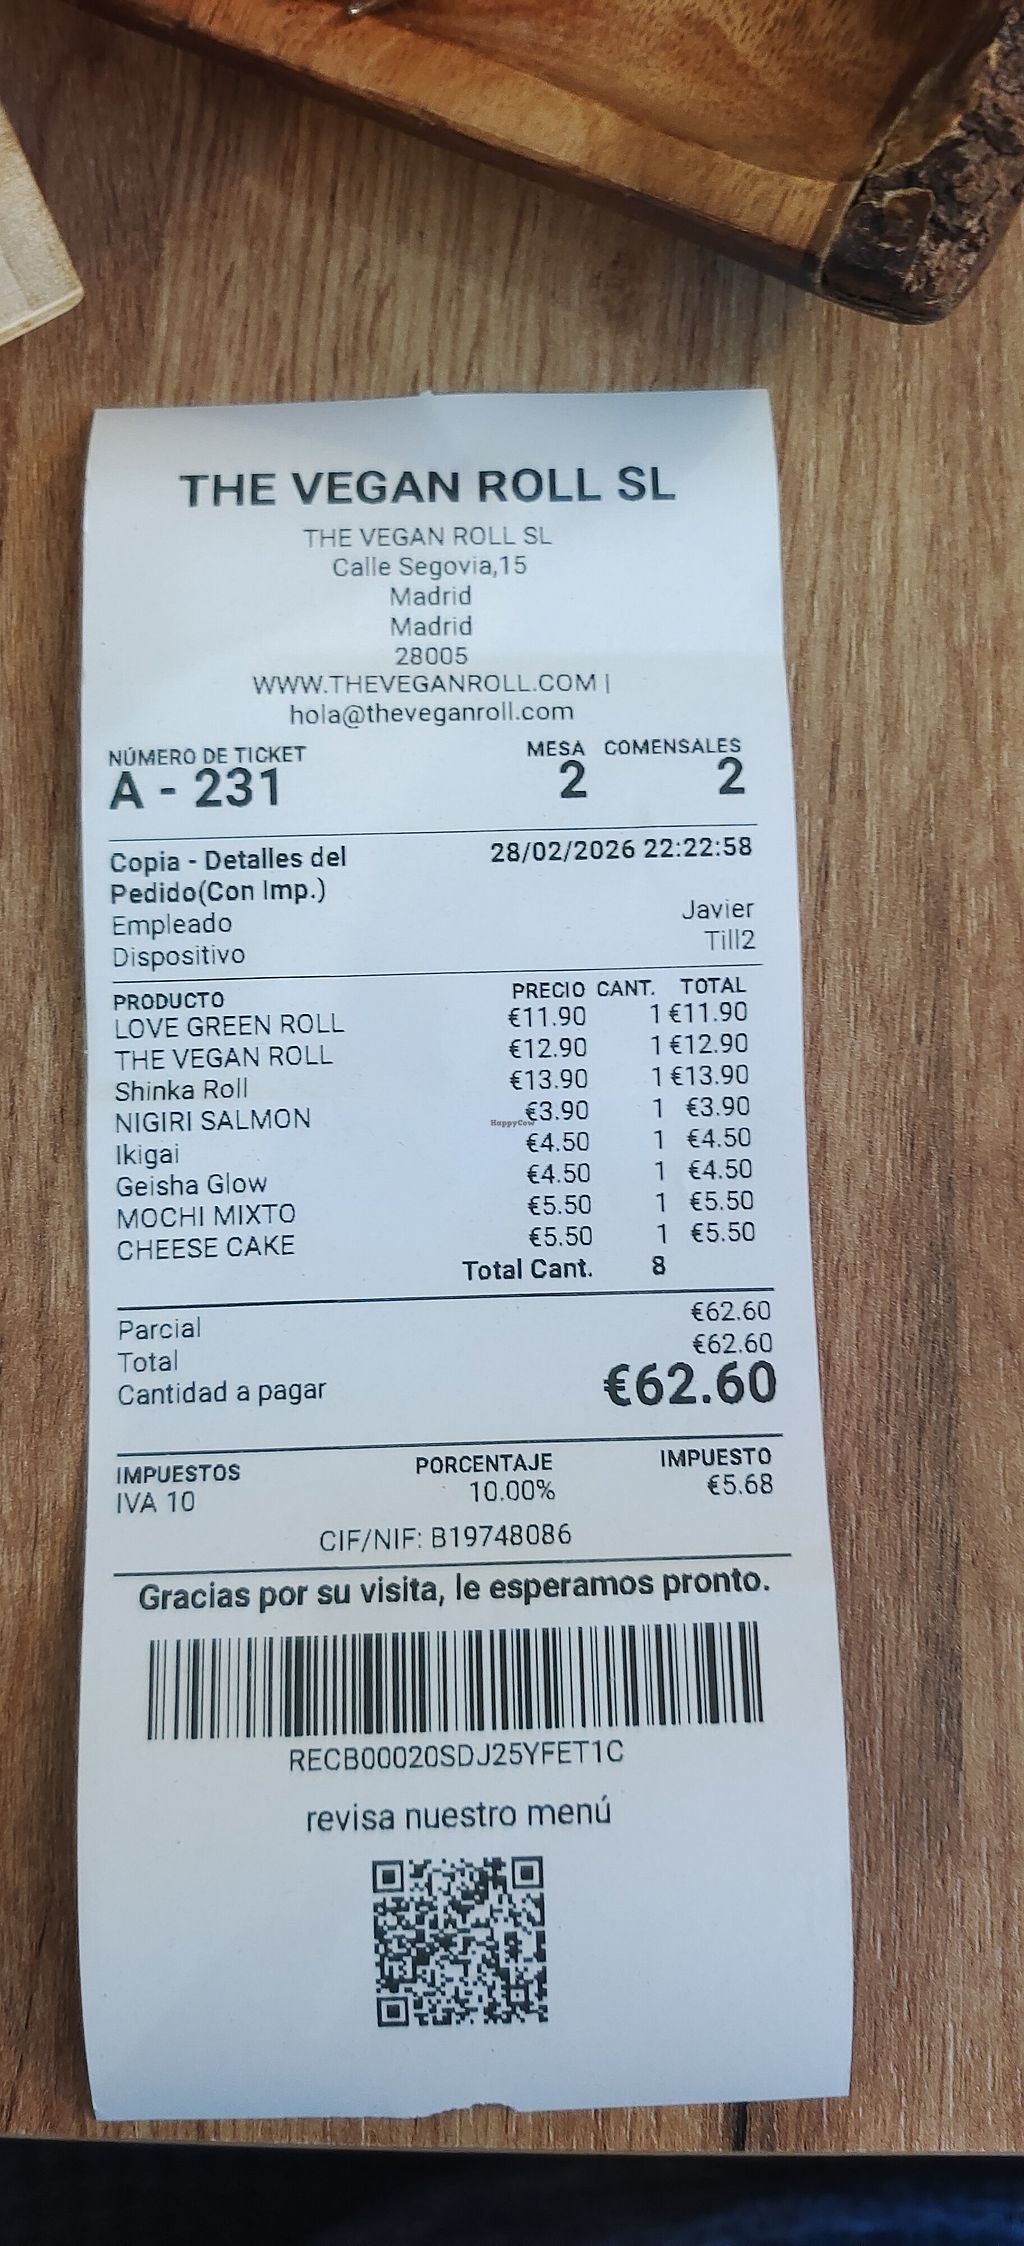 THE VEGAN ROLL SL
THE VEGAN ROLL SL
Calle Segovia,15
Madrid
Madrid
28005
WWW.THEVEGANROLL.COM |
hola@theveganroll.com
NÚMERO DE TICKET MESA COMENSALES
A - 231 2 2
Copia - Detalles del 28/02/2026 22:22:58
Pedido(Con Imp.)
Empleado Javier
Dispositivo Till2
PRODUCTO PRECIO CANT. TOTAL
LOVE GREEN ROLL €11.90 1 €11.90
THE VEGAN ROLL €12.90 1 €12.90
Shinka Roll €13.90 1 €13.90
NIGIRI SALMON €3.90 1 €3.90
HappyCow
Ikigai €4.50 1 €4.50
Geisha Glow €4.50 1 €4.50
MOCHI MIXTO €5.50 1 €5.50
CHEESE CAKE €5.50 1 €5.50
Total Cant. 8
Parcial €62.60
Total €62.60
Cantidad a pagar €62.60
IMPUESTOS PORCENTAJE IMPUESTO
IVA 10 10.00% €5.68
CIF/NIF: B19748086
Gracias por su visita, le esperamos pronto.
RECB00020SDJ25YFET1C
revisa nuestro menú